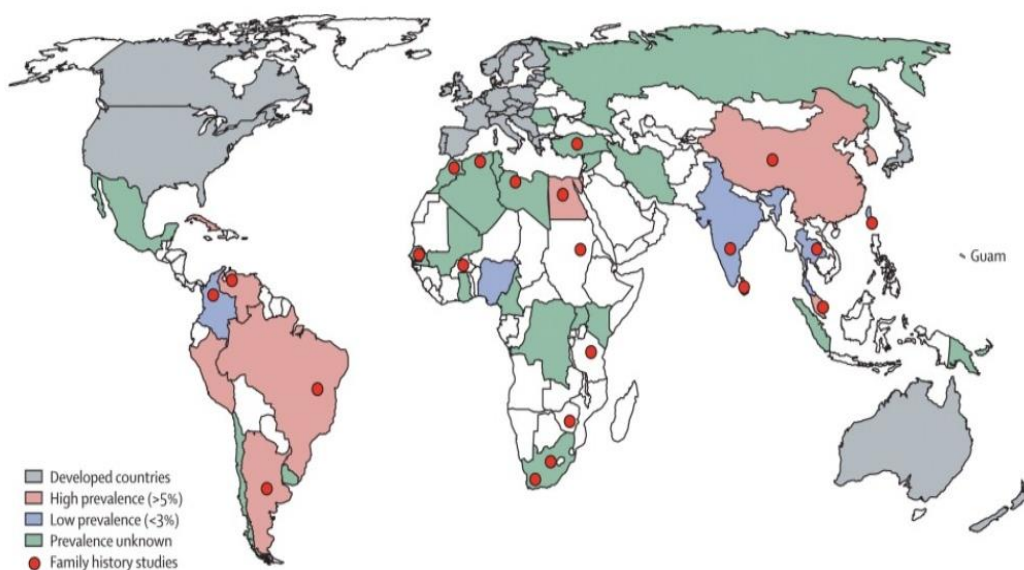 Guam
Developed countries
High prevalence (>5%)
Low prevalence (<3%)
Prevalence unknown
Family history studies